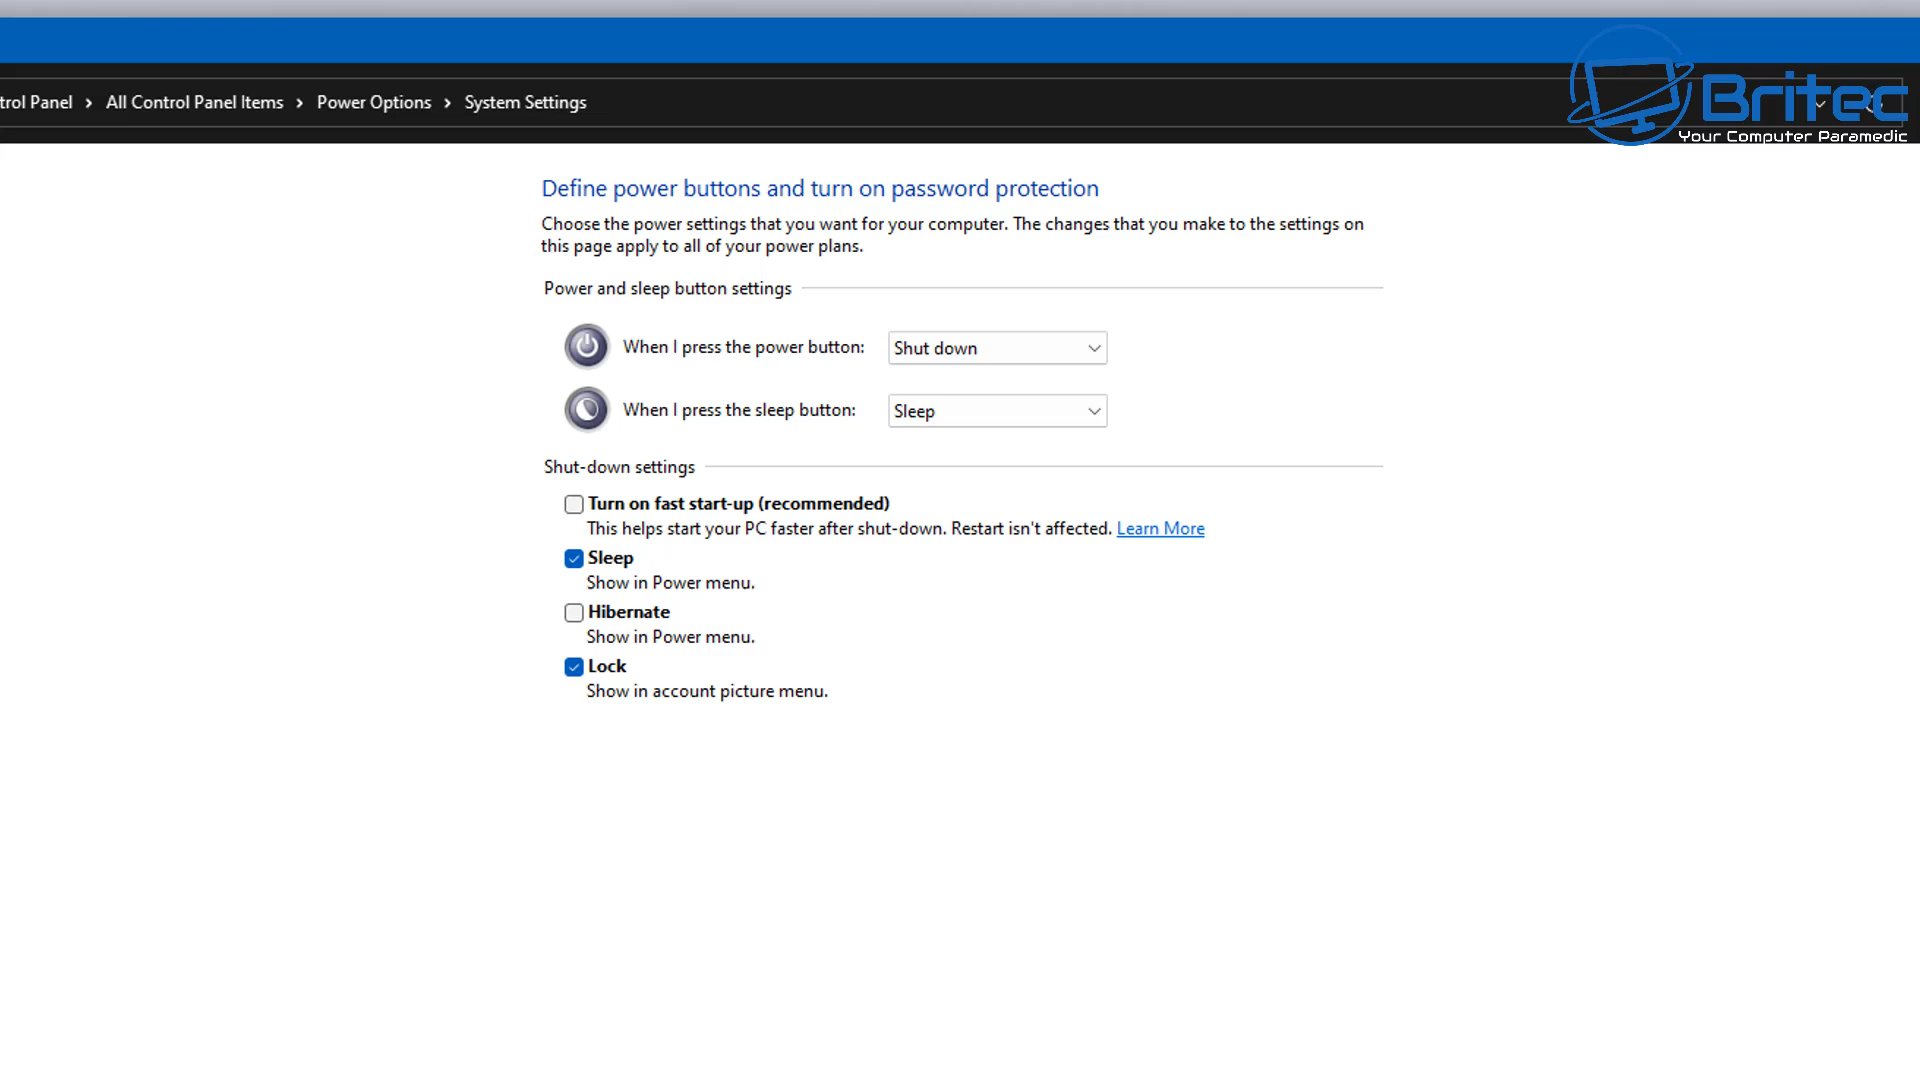 trol Panel › All Control Panel Items › Power Options › System Settings
Britec
Your Computer Paramedic
Define power buttons and turn on password protection
Choose the power settings that you want for your computer. The changes that you make to the settings on
this page apply to all of your power plans.
Power and sleep button settings
When I press the power button: Shut down
When I press the sleep button: Sleep
Shut-down settings
Turn on fast start-up (recommended)
This helps start your PC faster after shut-down. Restart isn't affected. Learn More
Sleep
Show in Power menu.
Hibernate
Show in Power menu.
Lock
Show in account picture menu.